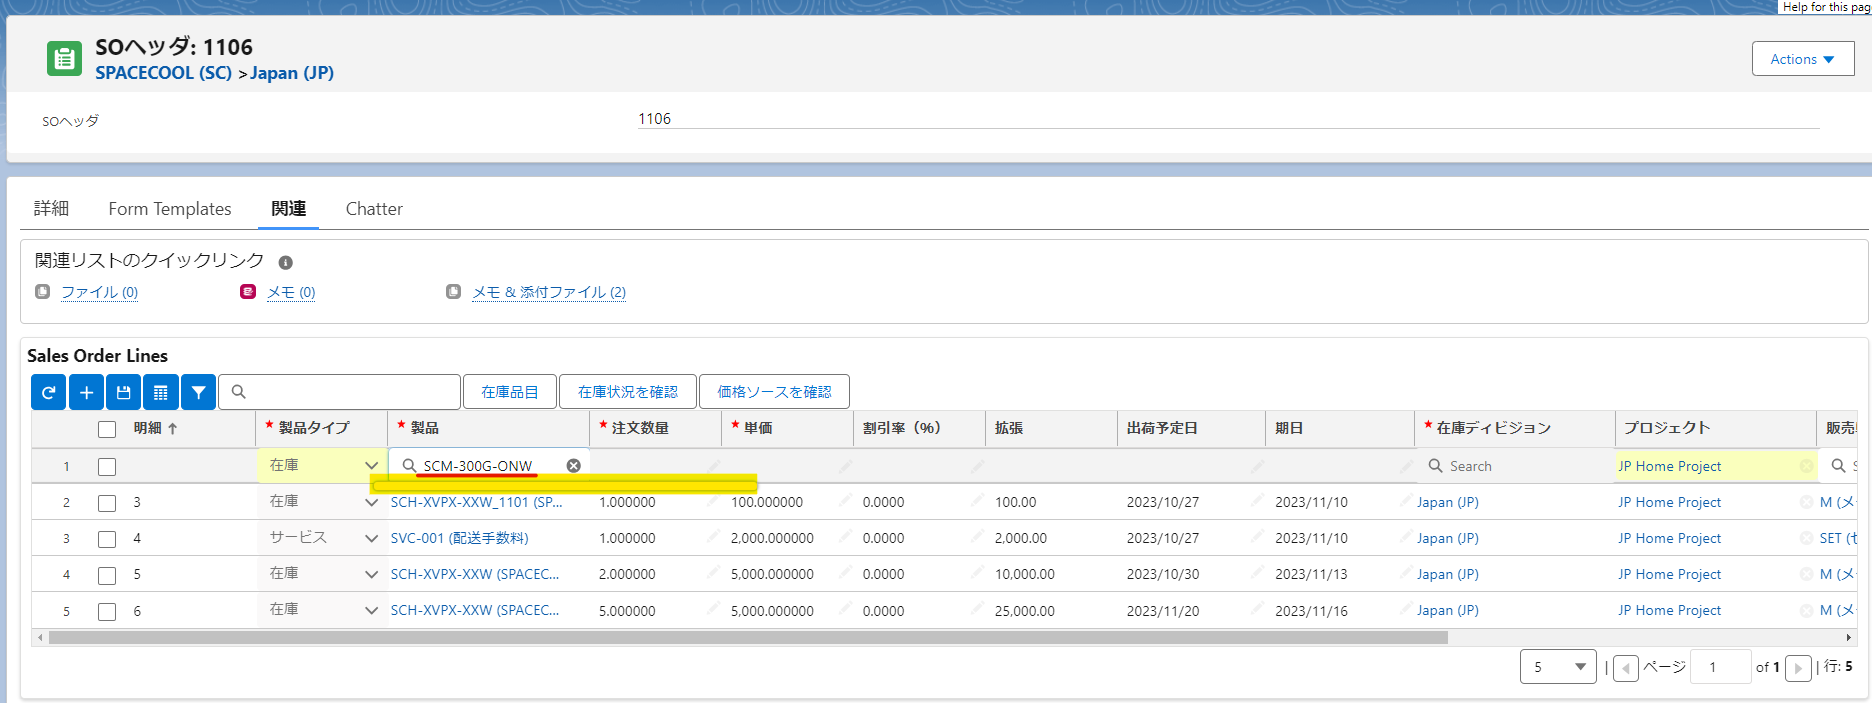 Help for this pag
SOヘッダ: 1106
SPACECOOL (SC) >Japan (JP)
Actions
SOヘッダ 1106
詳細 Form Templates 関連 Chatter
関連リストのクイックリンク
ファイル (0) メモ (0) メモ & 添付ファイル (2)
Sales Order Lines
在庫品目 在庫状況を確認 価格ソースを確認
明細 ↑ * 製品タイプ * 製品 * 注文数量 * 単価 割引率 (%) 拡張 出荷予定日 期日 * 在庫ディビジョン プロジェクト 販売
1 在庫 SCM-300G-ONW Search JP Home Project S
2 3 在庫 SCH-XVPX-XXW_1101 (SP... 1.000000 100.000000 0.0000 100.00 2023/10/27 2023/11/10 Japan (JP) JP Home Project M (メ
3 4 サービス SVC-001 (配送手数料) 1.000000 2,000.000000 0.0000 2,000.00 2023/10/27 2023/11/10 Japan (JP) JP Home Project SET (セ
4 5 在庫 SCH-XVPX-XXW (SPACEC... 2.000000 5,000.000000 0.0000 10,000.00 2023/10/30 2023/11/13 Japan (JP) JP Home Project M (メ
5 6 在庫 SCH-XVPX-XXW (SPACEC... 5.000000 5,000.000000 0.0000 25,000.00 2023/11/20 2023/11/16 Japan (JP) JP Home Project M (メ
5 | ページ 1 of 1 | 行: 5